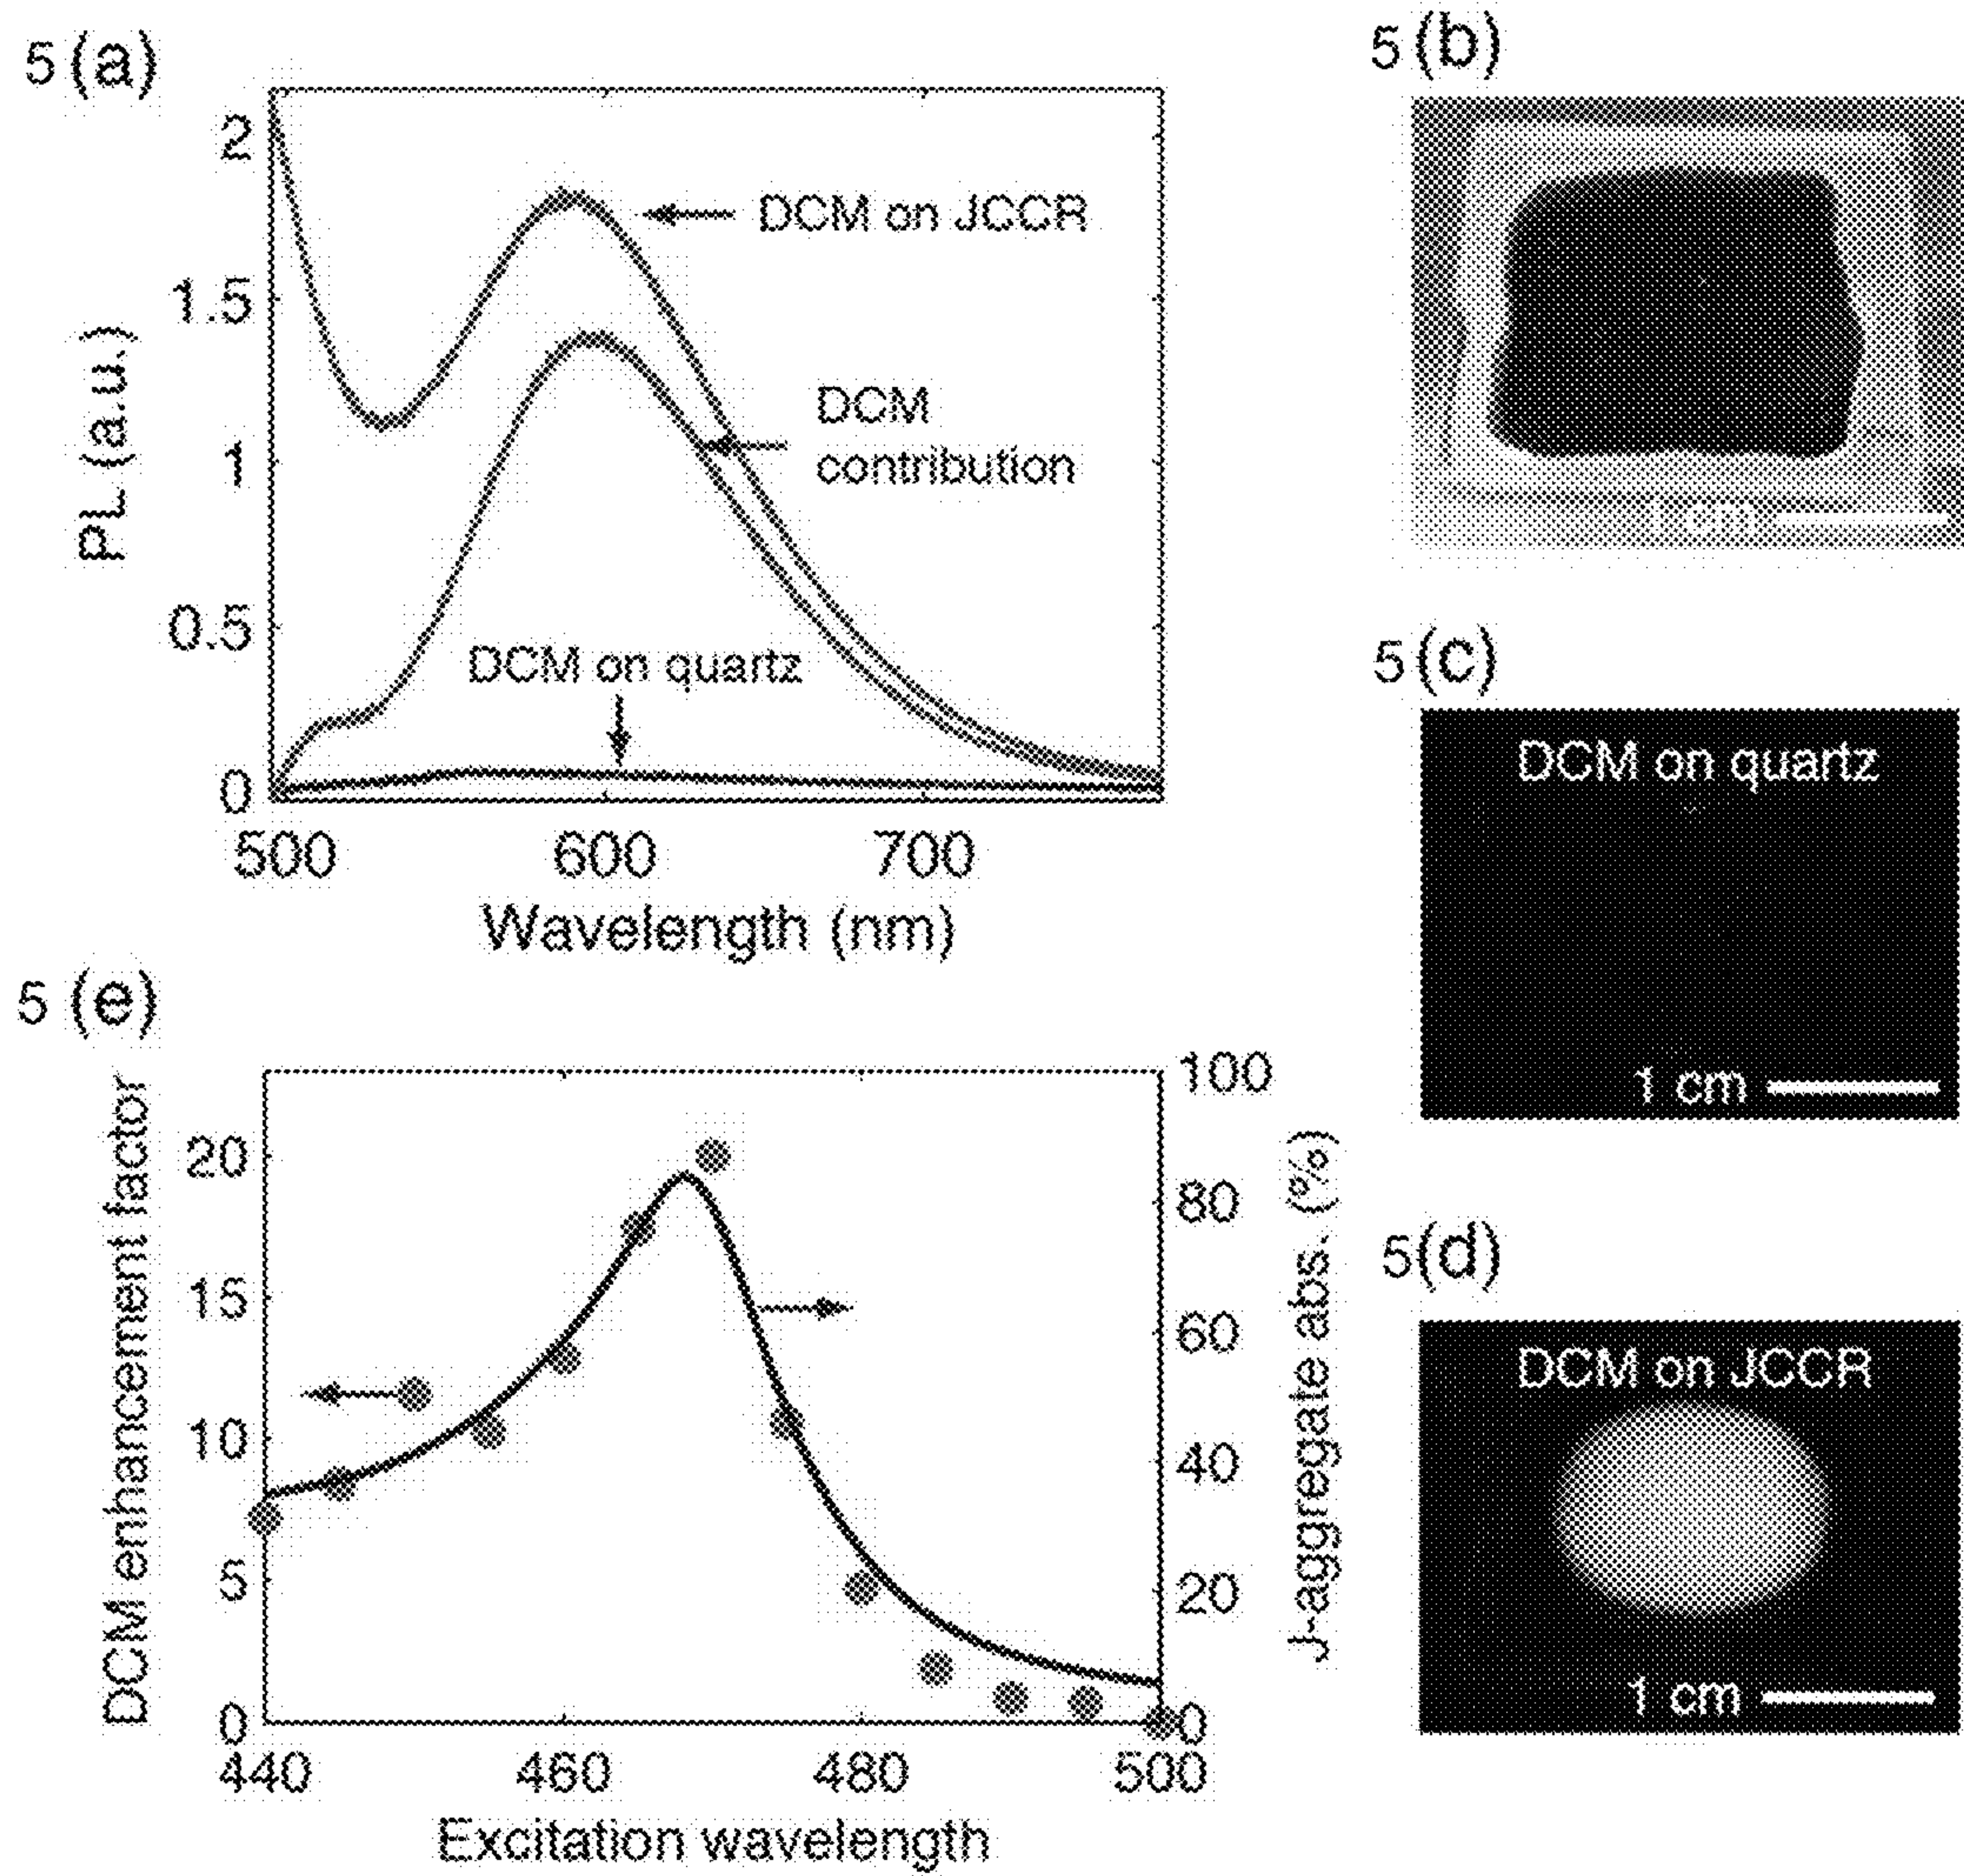 5 (a)
2
1.5
1
0.5
0
PL (a.u.)
DCM on JCCR
DCM
contribution
DCM on quartz
500 600 700
Wavelength (nm)
5 (b)
1 cm
5 (c)
DCM on quartz
1 cm
5(d)
DCM on JCCR
1 cm
5 (e)
DCM enhancement factor
20
15
10
5
0
100
80
60
40
20
0
J-aggregate abs. (%)
440 460 480 500
Excitation wavelength